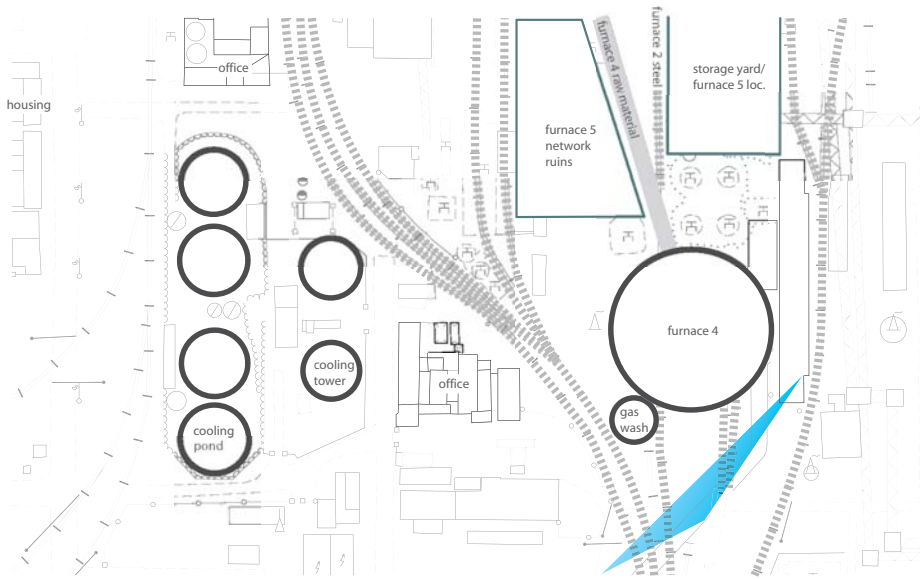 office
housing
furnace 5
network
ruins
furnace 4 raw material
furnace 2 steel
storage yard/
furnace 5 loc.
furnace 4
cooling
tower
office
gas
wash
cooling
pond